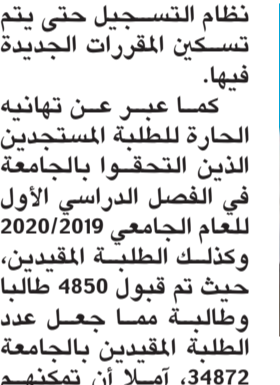 نظام التسجيل حتى يتم
تسكين المقررات الجديدة
فيها.
كما عبر عن تهانيه
الحارة للطلبة المستجدين
الذين التحقوا بالجامعة
في الفصل الدراسي الأول
للعام الجامعي 2020/2019
وكذلك الطلبة المقيدين،
حيث تم قبول 4850 طالبا
وطالبة مما جعل عدد
الطلبة المقيدين بالجامعة
34872، آملا أن تمكنهم